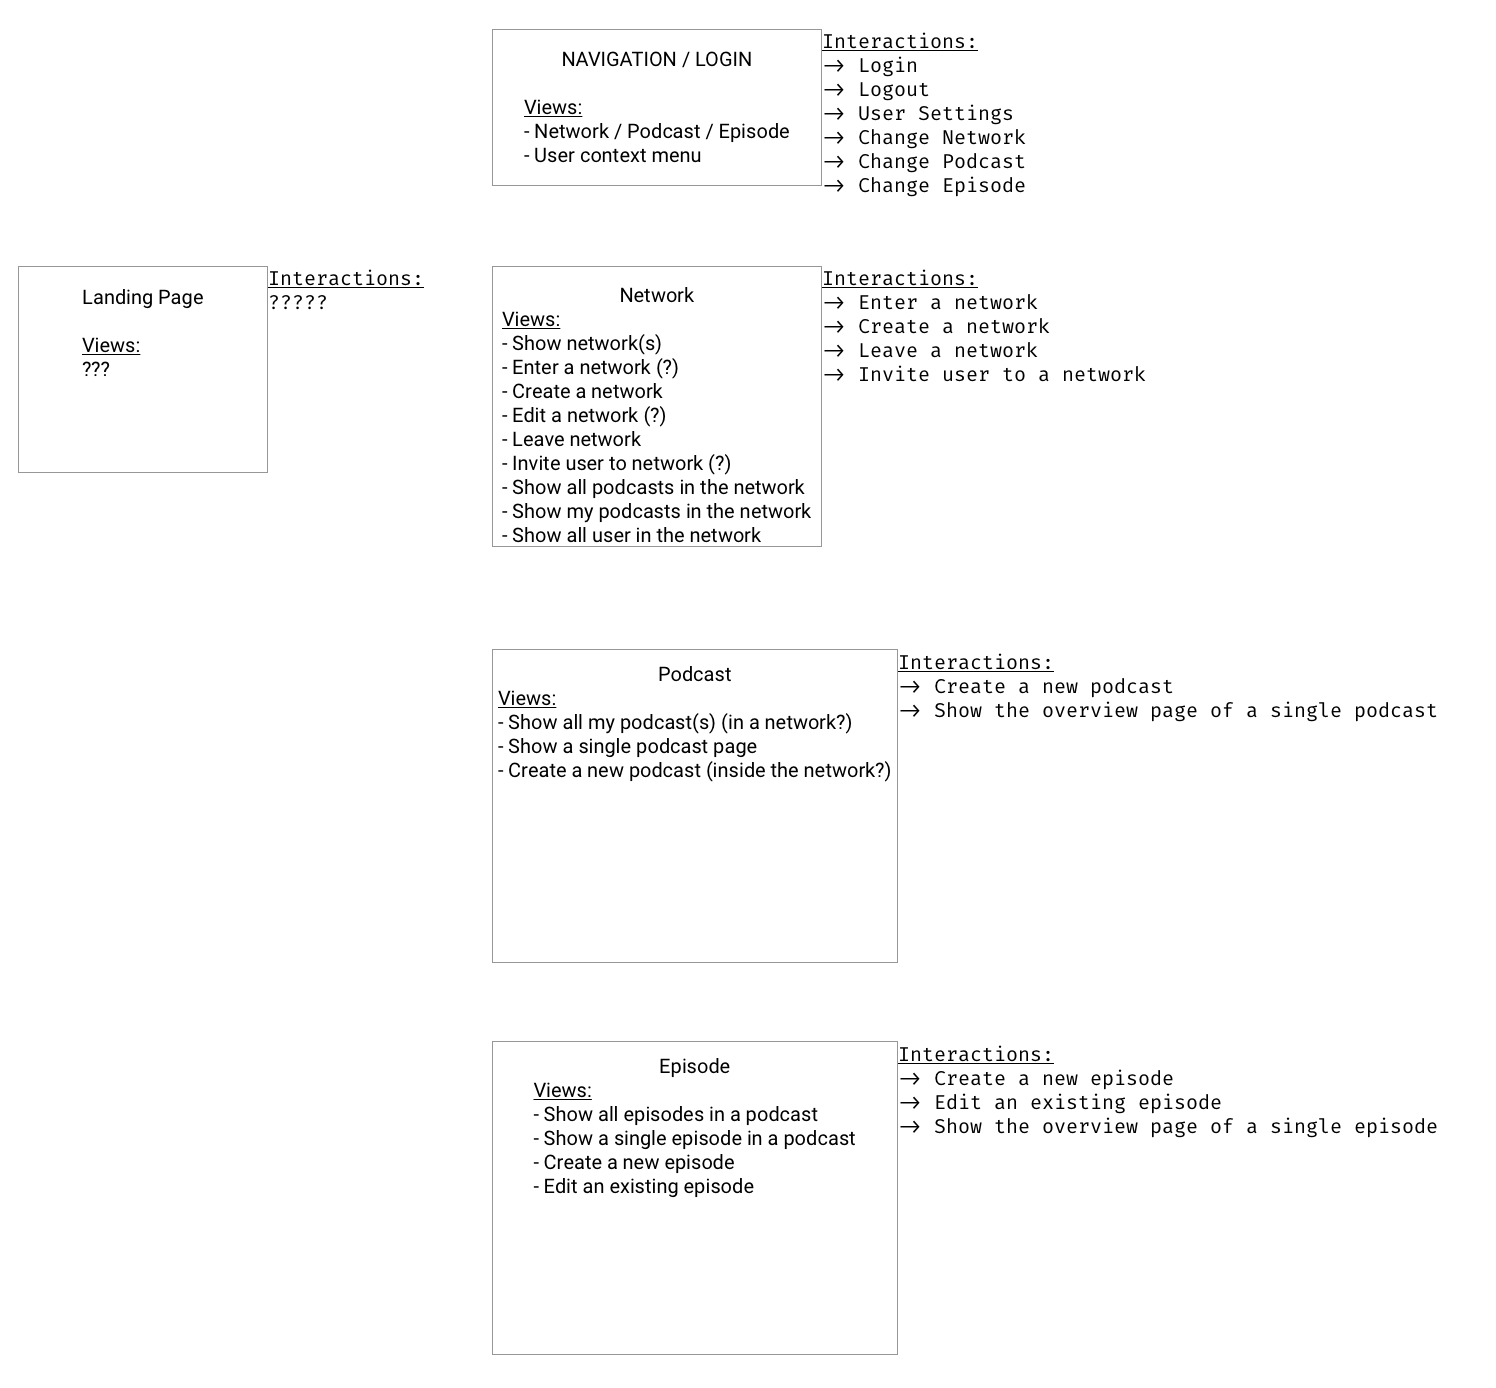 NAVIGATION / LOGIN
Views:
- Network / Podcast / Episode
- User context menu
Interactions:
→ Login
→ Logout
→ User Settings
→ Change Network
→ Change Podcast
→ Change Episode
Landing Page
Views:
???
Interactions:
?????
Network
Views:
- Show network(s)
- Enter a network (?)
- Create a network
- Edit a network (?)
- Leave network
- Invite user to network (?)
- Show all podcasts in the network
- Show my podcasts in the network
- Show all user in the network
Interactions:
→ Enter a network
→ Create a network
→ Leave a network
→ Invite user to a network
Podcast
Views:
- Show all my podcast(s) (in a network?)
- Show a single podcast page
- Create a new podcast (inside the network?)
Interactions:
→ Create a new podcast
→ Show the overview page of a single podcast
Episode
Views:
- Show all episodes in a podcast
- Show a single episode in a podcast
- Create a new episode
- Edit an existing episode
Interactions:
→ Create a new episode
→ Edit an existing episode
→ Show the overview page of a single episode